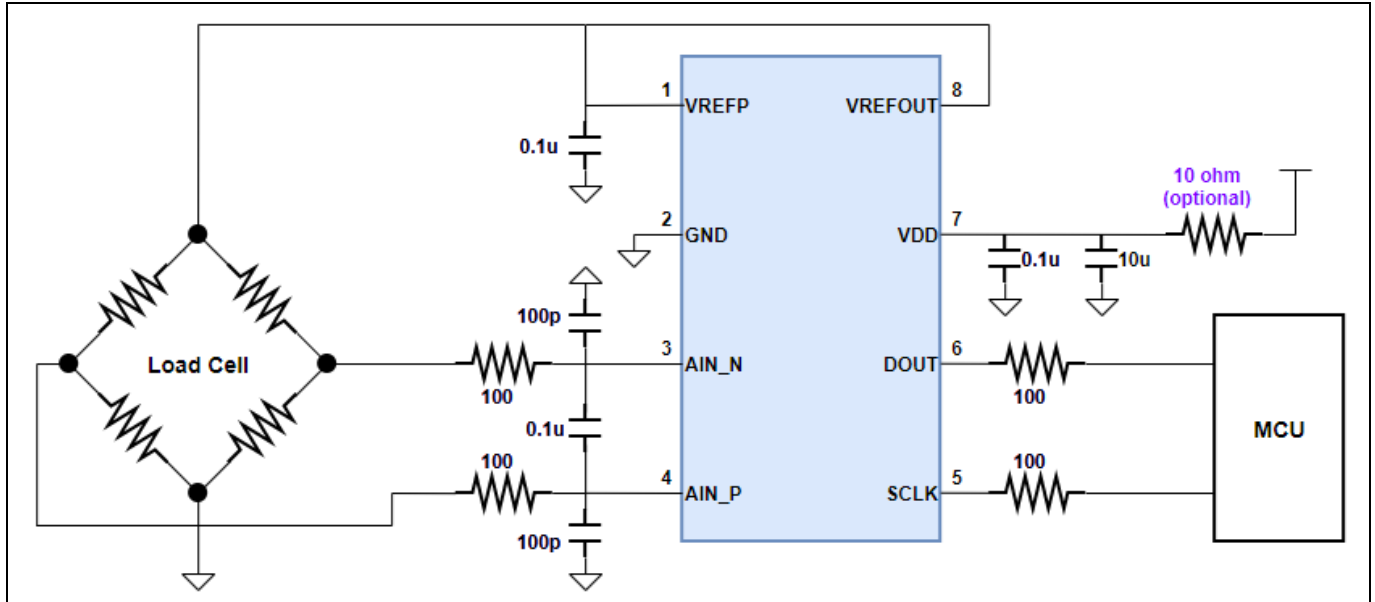 1
VREFP
VREFOUT
8
0.1u
10 ohm
(optional)
2
GND
VDD
7
0.1u
10u
100p
3
AIN_N
DOUT
6
Load Cell
100
100
0.1u
MCU
100
4
AIN_P
SCLK
5
100
100p